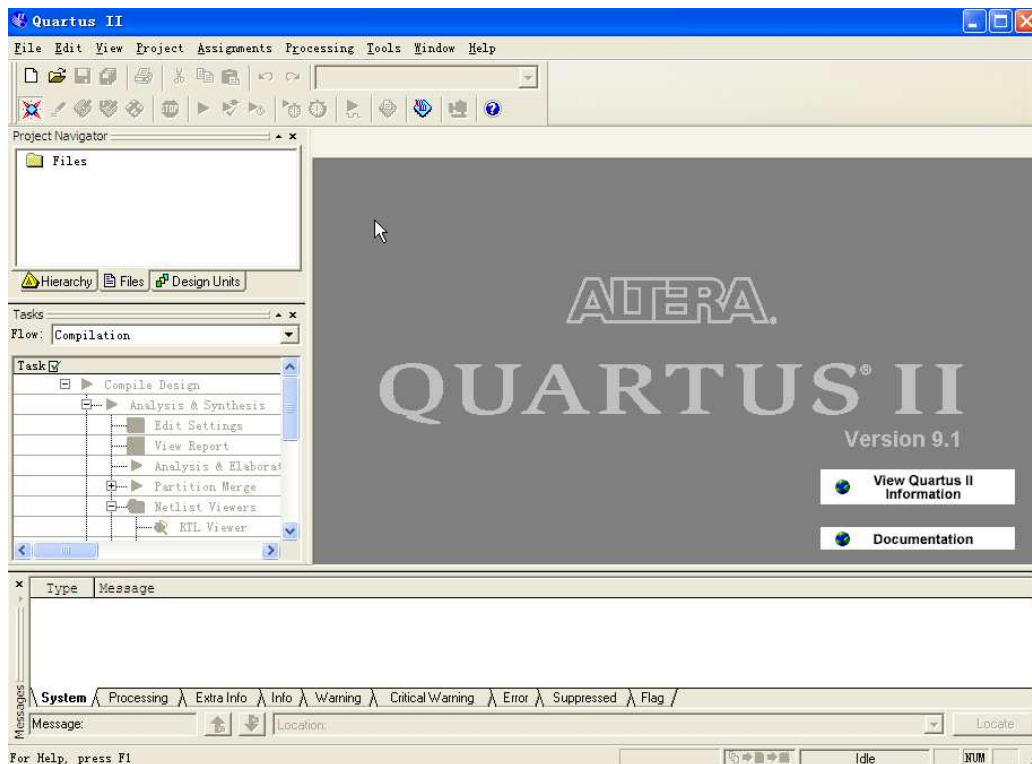 Quartus II
File Edit View Project Assignments Processing Tools Window Help
Project Navigator
Files
Hierarchy Files Design Units
Tasks
Flow: Compilation
Task
Compile Design
Analysis & Synthesis
Edit Settings
View Report
Analysis & Elaborat
Partition Merge
Netlist Viewers
RTL Viewer
ALTERA.
QUARTUS® II
Version 9.1
View Quartus II
Information
Documentation
Type Message
System Processing Extra Info Info Warning Critical Warning Error Suppressed Flag
Messages
Message: Location: Locate
For Help, press F1 Idle NUM